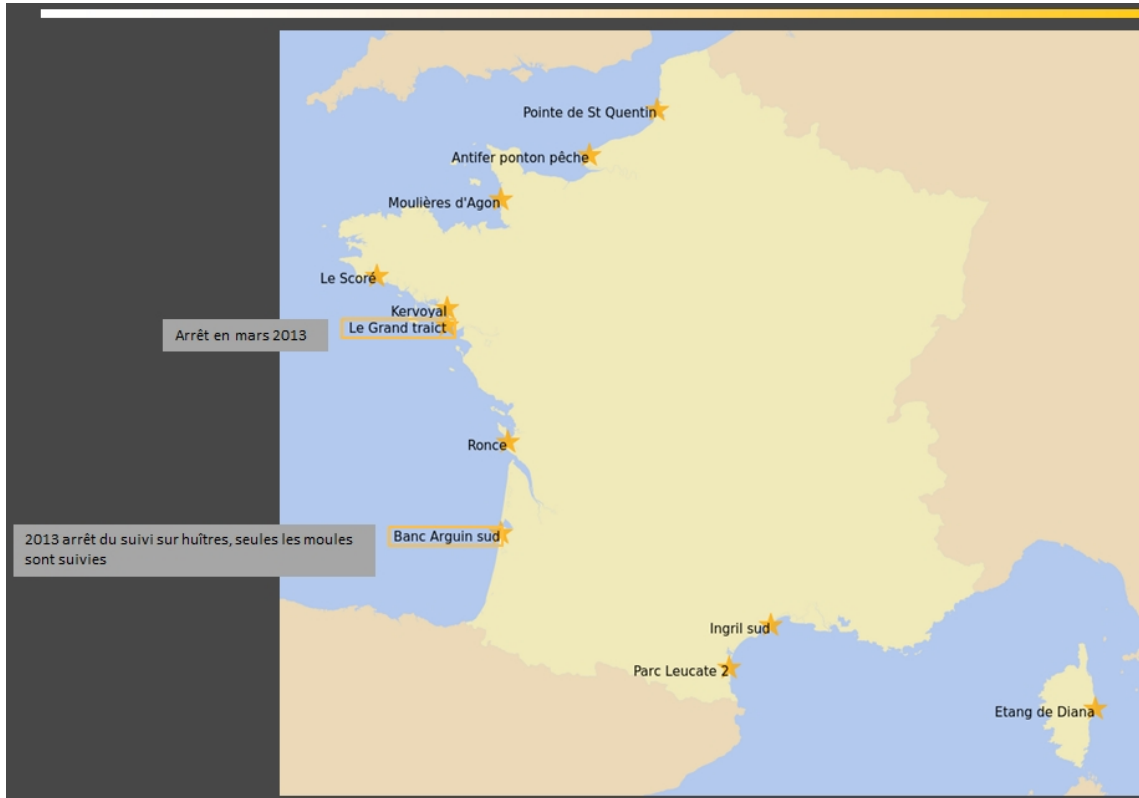 Pointe de St Quentin
Antifer ponton pêche
Moulières d'Agon
Le Scoré
Kervoyal
Le Grand traict
Arrêt en mars 2013
Ronce
Banc Arguin sud
2013 arrêt du suivi sur huîtres, seules les moules
sont suivies
Ingril sud
Parc Leucate 2
Etang de Diana